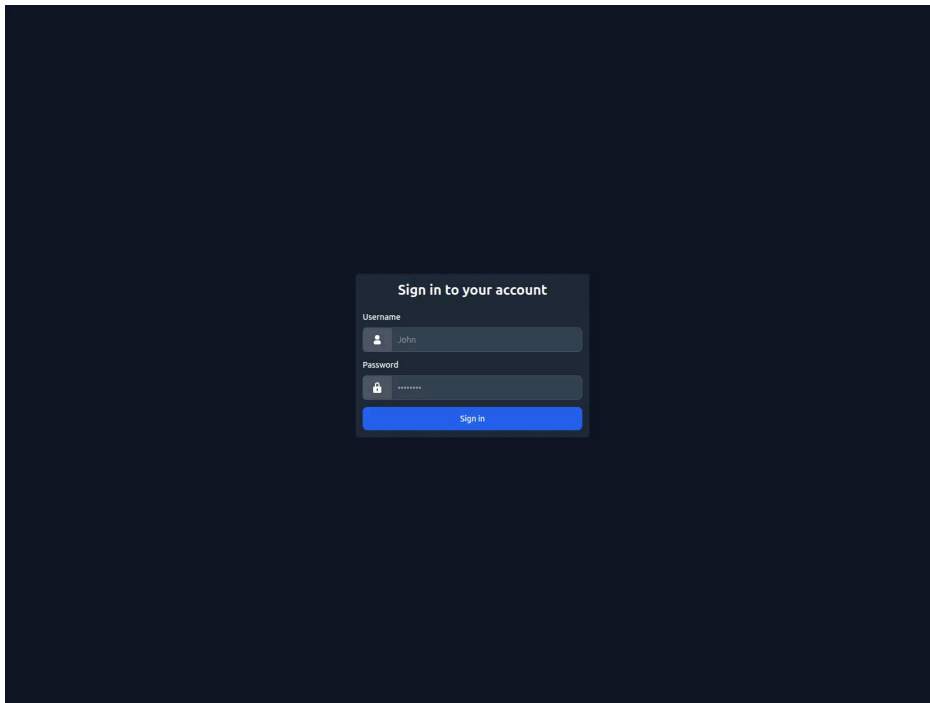 Sign in to your account
Username
John
Password
••••••••
Sign in